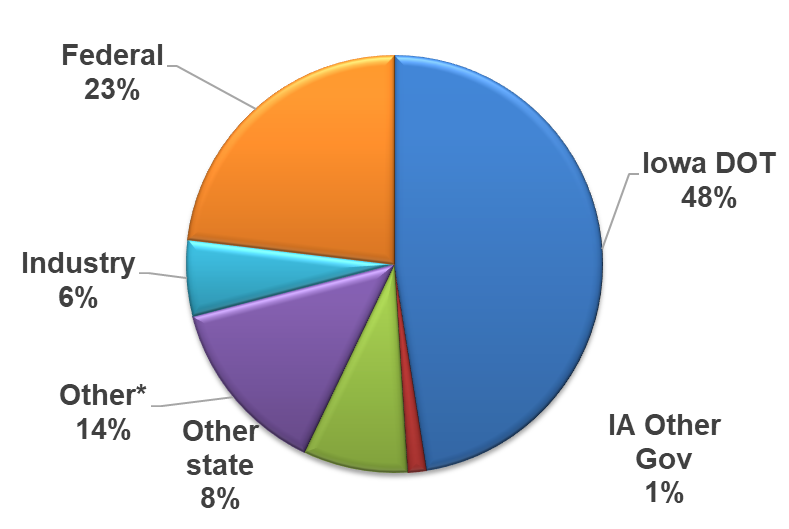 Federal
23%
Iowa DOT
48%
Industry
6%
Other*
14%
Other
state
8%
IA Other
Gov
1%